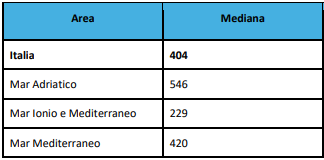 Area Mediana
Italia 404
Mar Adriatico 546
Mar Ionio e Mediterraneo 229
Mar Mediterraneo 420